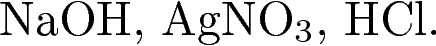 NaOH, AgNO₃, HCl.